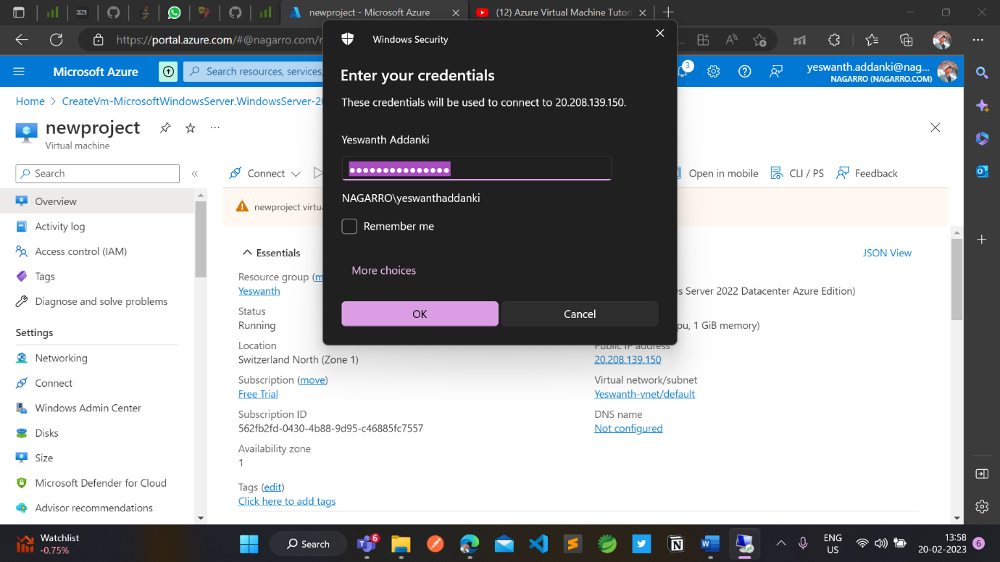 newproject - Microsoft Azure
(12) Azure Virtual Machine Tutori
https://portal.azure.com/#@nagarro.com/r
Microsoft Azure
Search resources, services,
3
yeswanth.addanki@nag...
NAGARRO (NAGARRO.COM)
Home > CreateVm-MicrosoftWindowsServer.WindowsServer-20
newproject
Virtual machine
Search
Connect
Open in mobile
CLI / PS
Feedback
newproject virtua
Overview
Activity log
Access control (IAM)
Tags
Diagnose and solve problems
Settings
Networking
Connect
Windows Admin Center
Disks
Size
Microsoft Defender for Cloud
Advisor recommendations
Windows Security
Enter your credentials
These credentials will be used to connect to 20.208.139.150.
Yeswanth Addanki
NAGARRO\yeswanthaddanki
Remember me
More choices
OK
Cancel
Essentials
JSON View
Resource group (m
Yeswanth
Status
Running
Location
Switzerland North (Zone 1)
Subscription (move)
Free Trial
Subscription ID
562fb2fd-0430-4b88-9d95-c46885fc7557
Availability zone
1
Tags (edit)
Click here to add tags
s Server 2022 Datacenter Azure Edition)
pu, 1 GiB memory)
Public IP address
20.208.139.150
Virtual network/subnet
Yeswanth-vnet/default
DNS name
Not configured
Watchlist
-0.75%
Search
6
ENG
US
13:58
20-02-2023
6